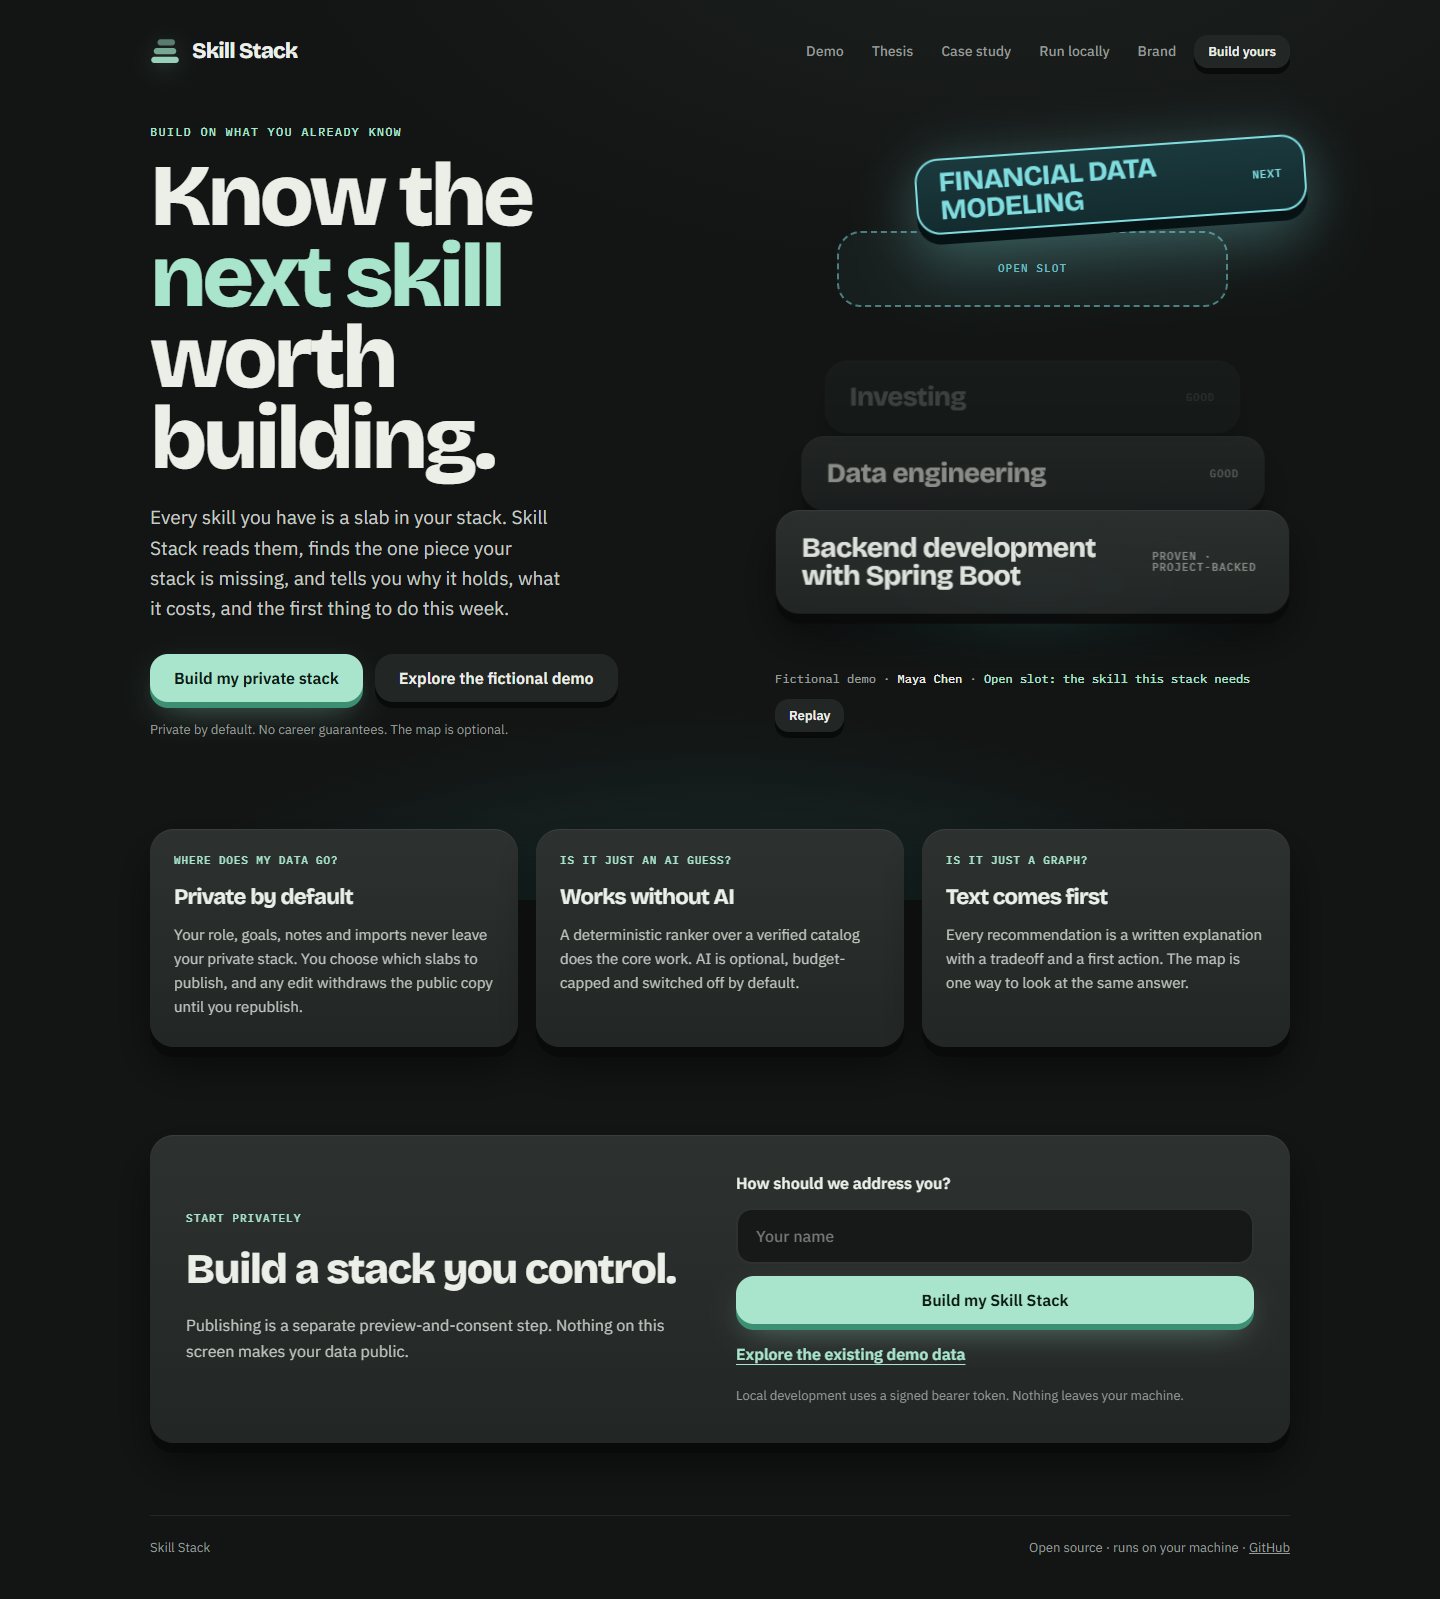 Skill Stack
Demo
Thesis
Case study
Run locally
Brand
Build yours
BUILD ON WHAT YOU ALREADY KNOW
Know the
next skill
worth
building.
Every skill you have is a slab in your stack. Skill
Stack reads them, finds the one piece your
stack is missing, and tells you why it holds, what
it costs, and the first thing to do this week.
Build my private stack
Explore the fictional demo
Private by default. No career guarantees. The map is optional.
FINANCIAL DATA
MODELING
NEXT
OPEN SLOT
Investing
GOOD
Data engineering
GOOD
Backend development
with Spring Boot
PROVEN ·
PROJECT-BACKED
Fictional demo · Maya Chen · Open slot: the skill this stack needs
Replay
WHERE DOES MY DATA GO?
Private by default
Your role, goals, notes and imports never leave
your private stack. You choose which slabs to
publish, and any edit withdraws the public copy
until you republish.
IS IT JUST AN AI GUESS?
Works without AI
A deterministic ranker over a verified catalog
does the core work. AI is optional, budget-
capped and switched off by default.
IS IT JUST A GRAPH?
Text comes first
Every recommendation is a written explanation
with a tradeoff and a first action. The map is
one way to look at the same answer.
START PRIVATELY
Build a stack you control.
Publishing is a separate preview-and-consent step. Nothing on this
screen makes your data public.
How should we address you?
Your name
Build my Skill Stack
Explore the existing demo data
Local development uses a signed bearer token. Nothing leaves your machine.
Skill Stack
Open source · runs on your machine · GitHub